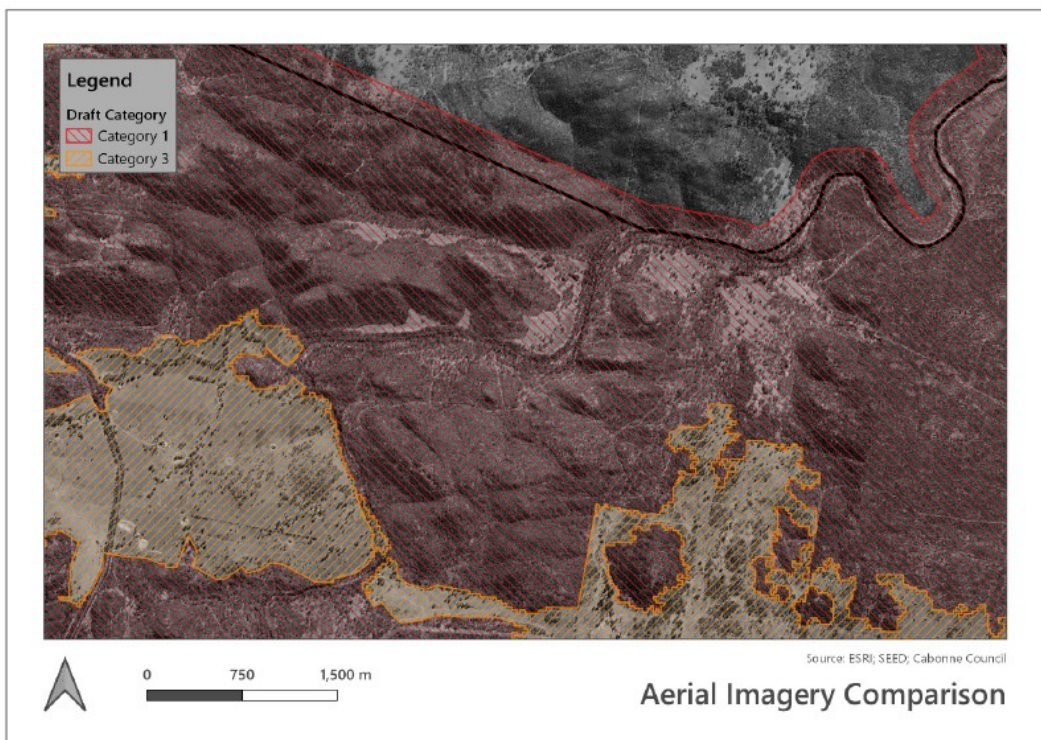 Legend
Draft Category
Category 1
Category 3
Source: ESRI; SEED; Cabonne Council
0 750 1,500 m
Aerial Imagery Comparison